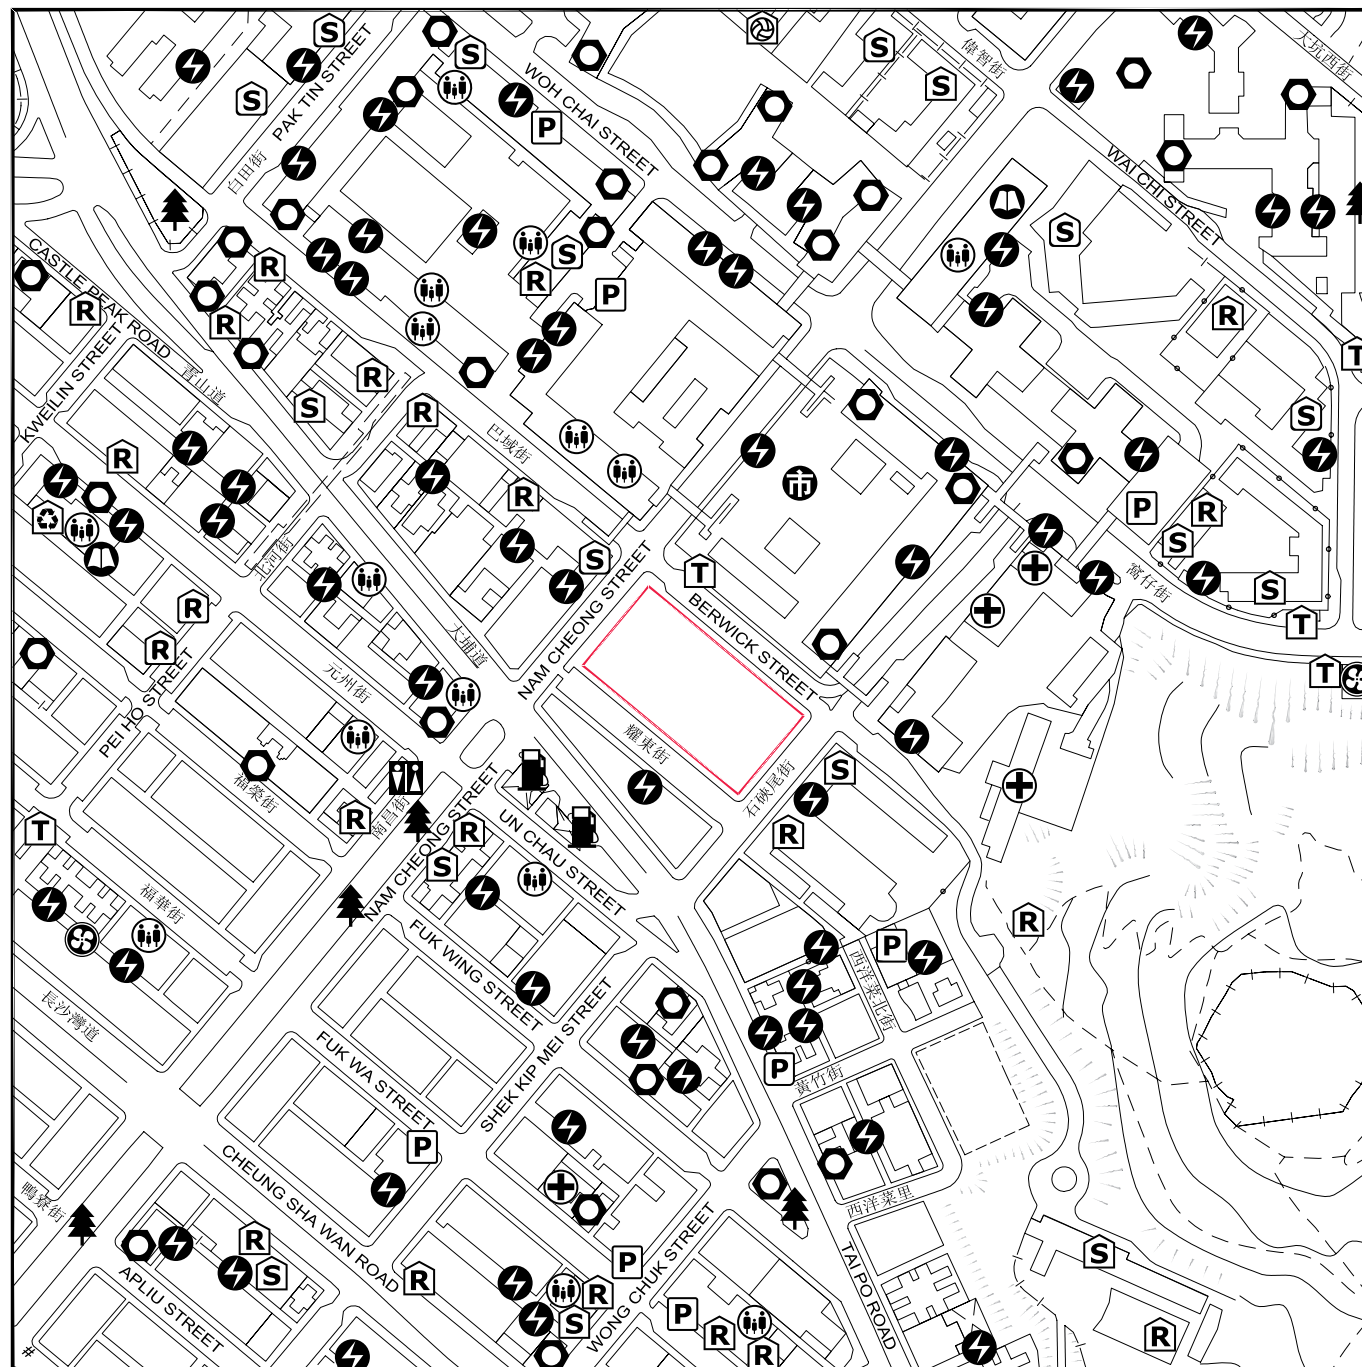 PAK TIN STREET
白田街
WOH CHAI STREET
偉智街
大坑西街
WAI CHI STREET
CASTLE PEAK ROAD
青山道
KWEILIN STREET
巴域街
北河街
大埔道
NAM CHEONG STREET
BERWICK STREET
窩仔街
元州街
PEI HO STREET
耀東街
石硤尾街
福榮街
南昌街
NAM CHEONG STREET
UN CHAU STREET
福華街
FUK WING STREET
西洋菜北街
長沙灣道
FUK WA STREET
SHEK KIP MEI STREET
黃竹街
CHEUNG SHA WAN ROAD
鴨寮街
西洋菜里
APLIU STREET
WONG CHUK STREET
TAI PO ROAD
S
S
S
S
S
P
S
S
R
R
R
S
R
P
S
R
R
S
R
T
S
R
R
S
T
P
R
S
S
T
T
R
R
T
R
R
S
S
R
R
P
P
P
R
S
R
P
R
S
P
R
R
S
R